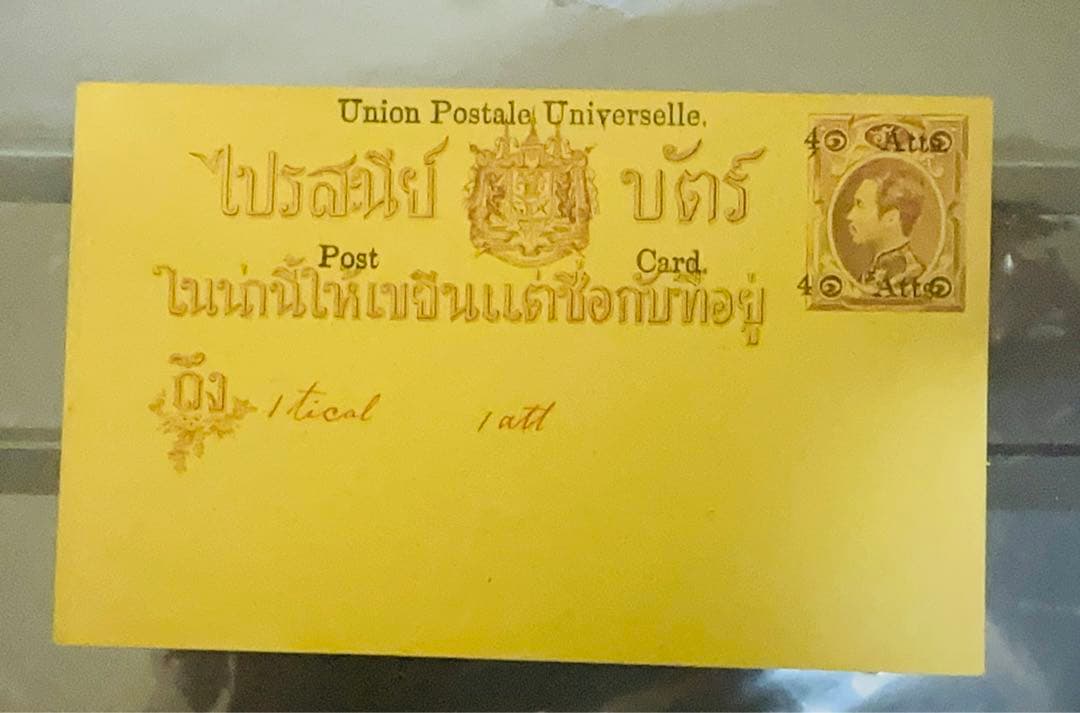 Union Postale Universelle.
ไปรสะนีย์ บัตร์
Post Card.
ในน่านี้ให้เขยีนแต่ชื่อกับที่อยู่
ถึง
1 tical 1 att
4 ๑ Atts ๑
4 ๑ Atts ๑